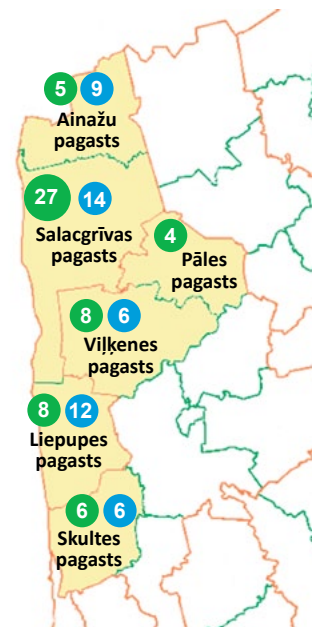 5 9
Ainažu
pagasts
27 14
Salacgrīvas
pagasts
4
Pāles
pagasts
8 6
Viļķenes
pagasts
8 12
Liepupes
pagasts
6 6
Skultes
pagasts